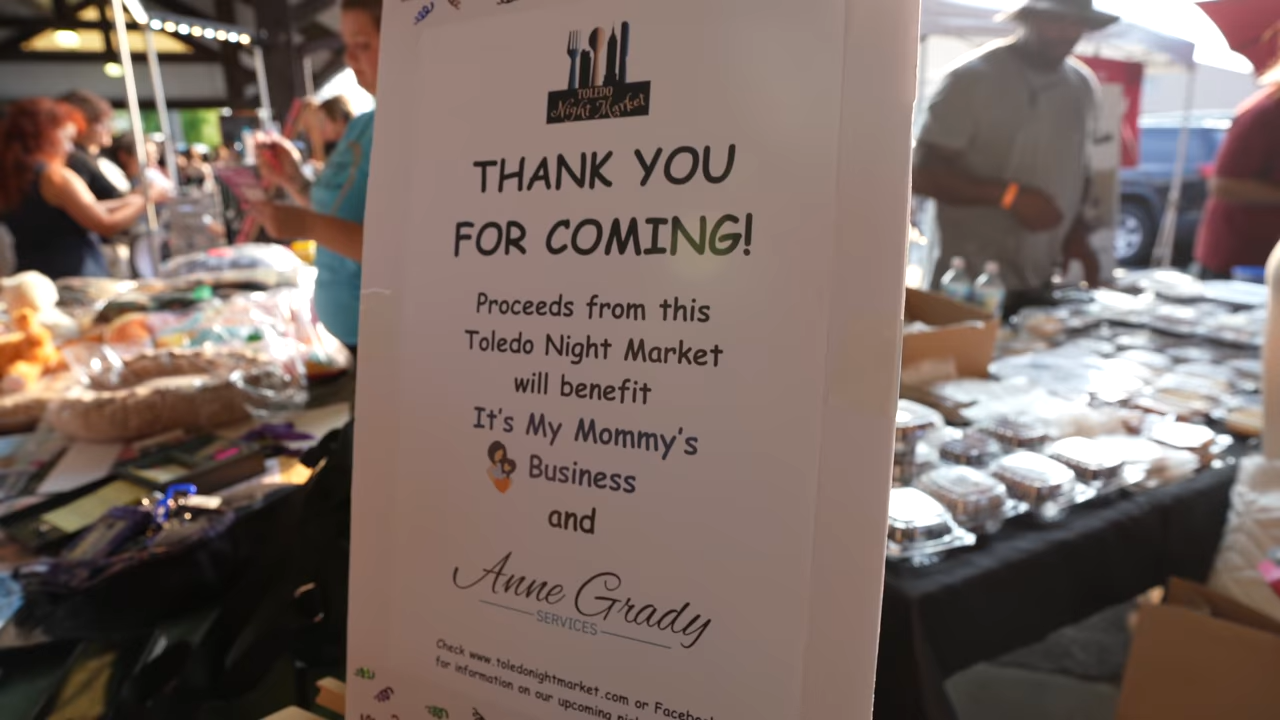 TOLEDO
Night Market
THANK YOU
FOR COMING!
Proceeds from this
Toledo Night Market
will benefit
It's My Mommy's
Business
and
Anne Grady
SERVICES
Check www.toledonightmarket.com or Facebook
for information on our upcoming